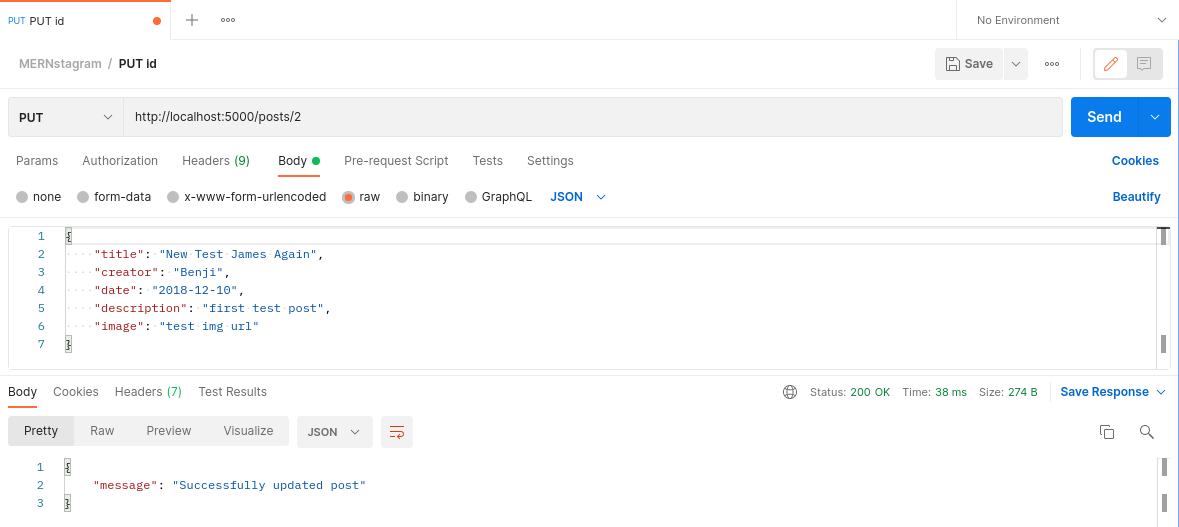 PUT PUT id
No Environment
MERNstagram / PUT id
Save
PUT http://localhost:5000/posts/2 Send
Params Authorization Headers (9) Body Pre-request Script Tests Settings Cookies
none form-data x-www-form-urlencoded raw binary GraphQL JSON Beautify
1 {
2 "title": "New Test James Again",
3 "creator": "Benji",
4 "date": "2018-12-10",
5 "description": "first test post",
6 "image": "test img url"
7 }
Body Cookies Headers (7) Test Results Status: 200 OK Time: 38 ms Size: 274 B Save Response
Pretty Raw Preview Visualize JSON
1 {
2 "message": "Successfully updated post"
3 }